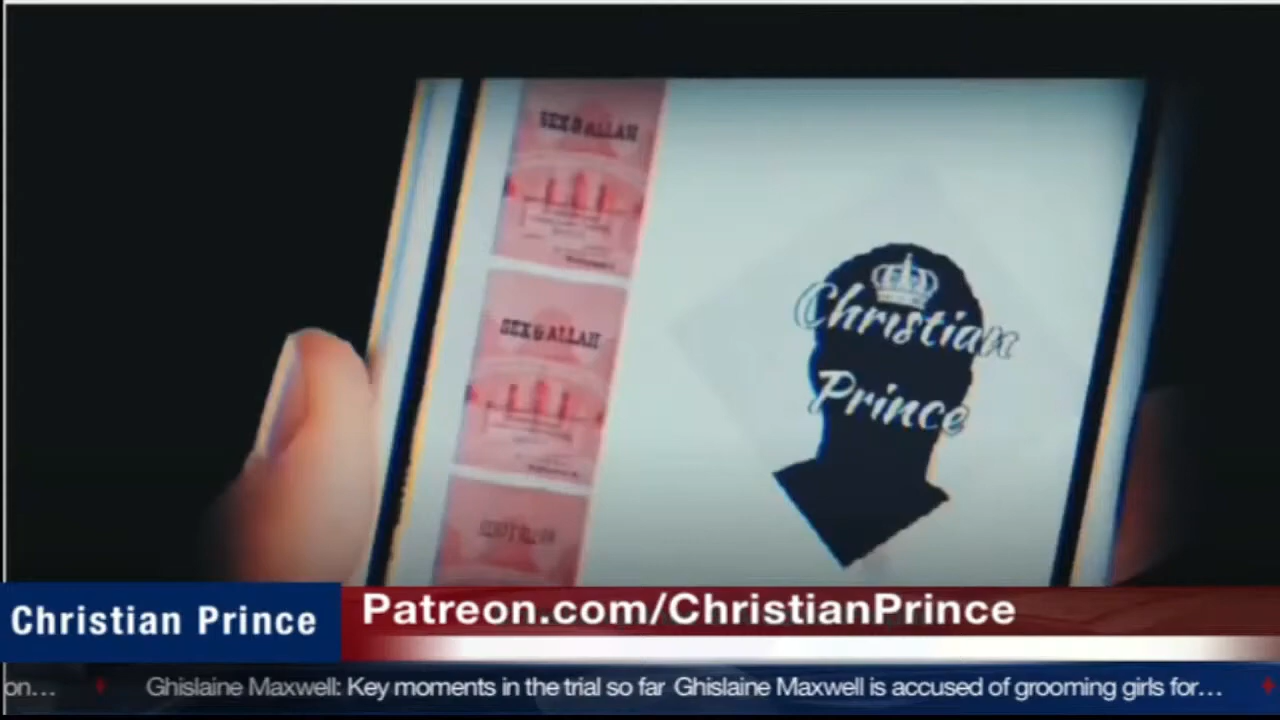 SEX & ALLAH
SEX & ALLAH
Christian
Prince
Christian Prince
Patreon.com/ChristianPrince
on... Ghislaine Maxwell: Key moments in the trial so far Ghislaine Maxwell is accused of grooming girls for...